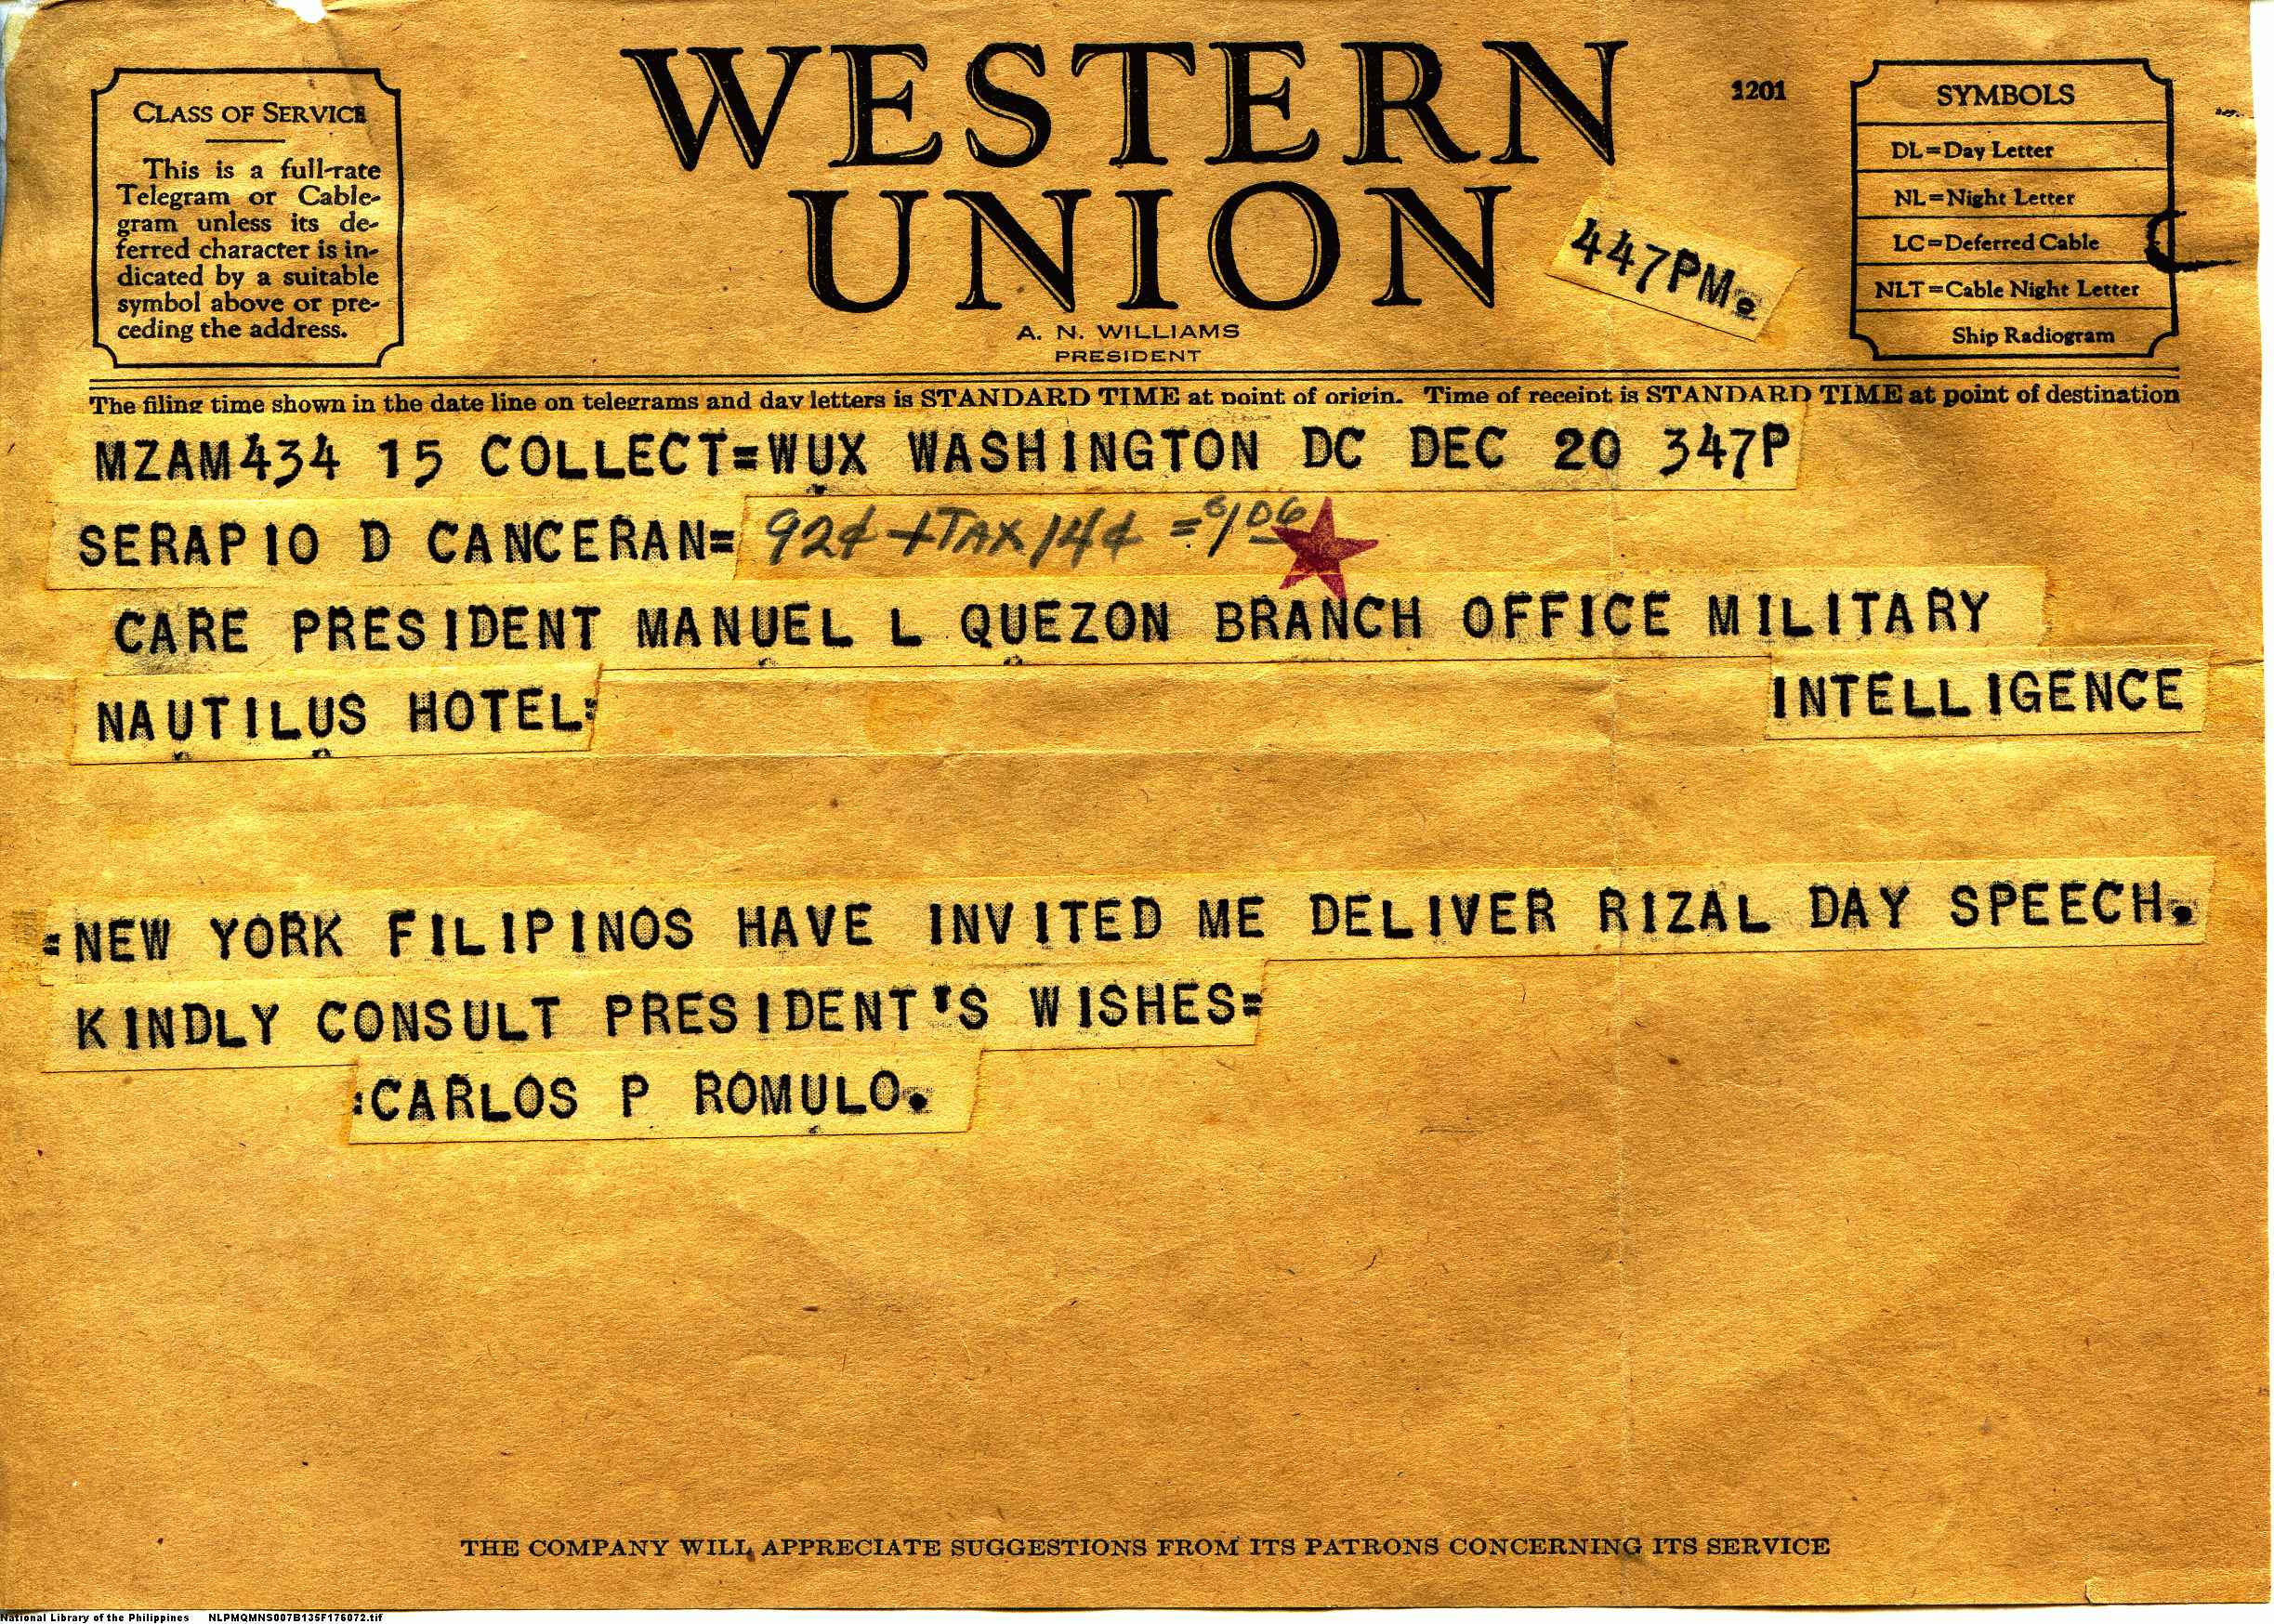 CLASS OF SERVICE
This is a full-rate
Telegram or Cable-
gram unless its de-
ferred character is in-
dicated by a suitable
symbol above or pre-
ceding the address.
WESTERN
UNION
A. N. WILLIAMS
PRESIDENT
1201
447PM.
SYMBOLS
DL=Day Letter
NL=Night Letter
LC=Deferred Cable
NLT=Cable Night Letter
Ship Radiogram
The filing time shown in the date line on telegrams and day letters is STANDARD TIME at point of origin. Time of receipt is STANDARD TIME at point of destination
MZAM434 15 COLLECT=WUX WASHINGTON DC DEC 20 347P
SERAPIO D CANCERAN= 92¢ + TAX 14¢ = $1 06
CARE PRESIDENT MANUEL L QUEZON BRANCH OFFICE MILITARY
NAUTILUS HOTEL= INTELLIGENCE
=NEW YORK FILIPINOS HAVE INVITED ME DELIVER RIZAL DAY SPEECH.
KINDLY CONSULT PRESIDENT'S WISHES=
=CARLOS P ROMULO.
THE COMPANY WILL APPRECIATE SUGGESTIONS FROM ITS PATRONS CONCERNING ITS SERVICE
National Library of the Philippines NLPMQMNS007B135F176072.tif